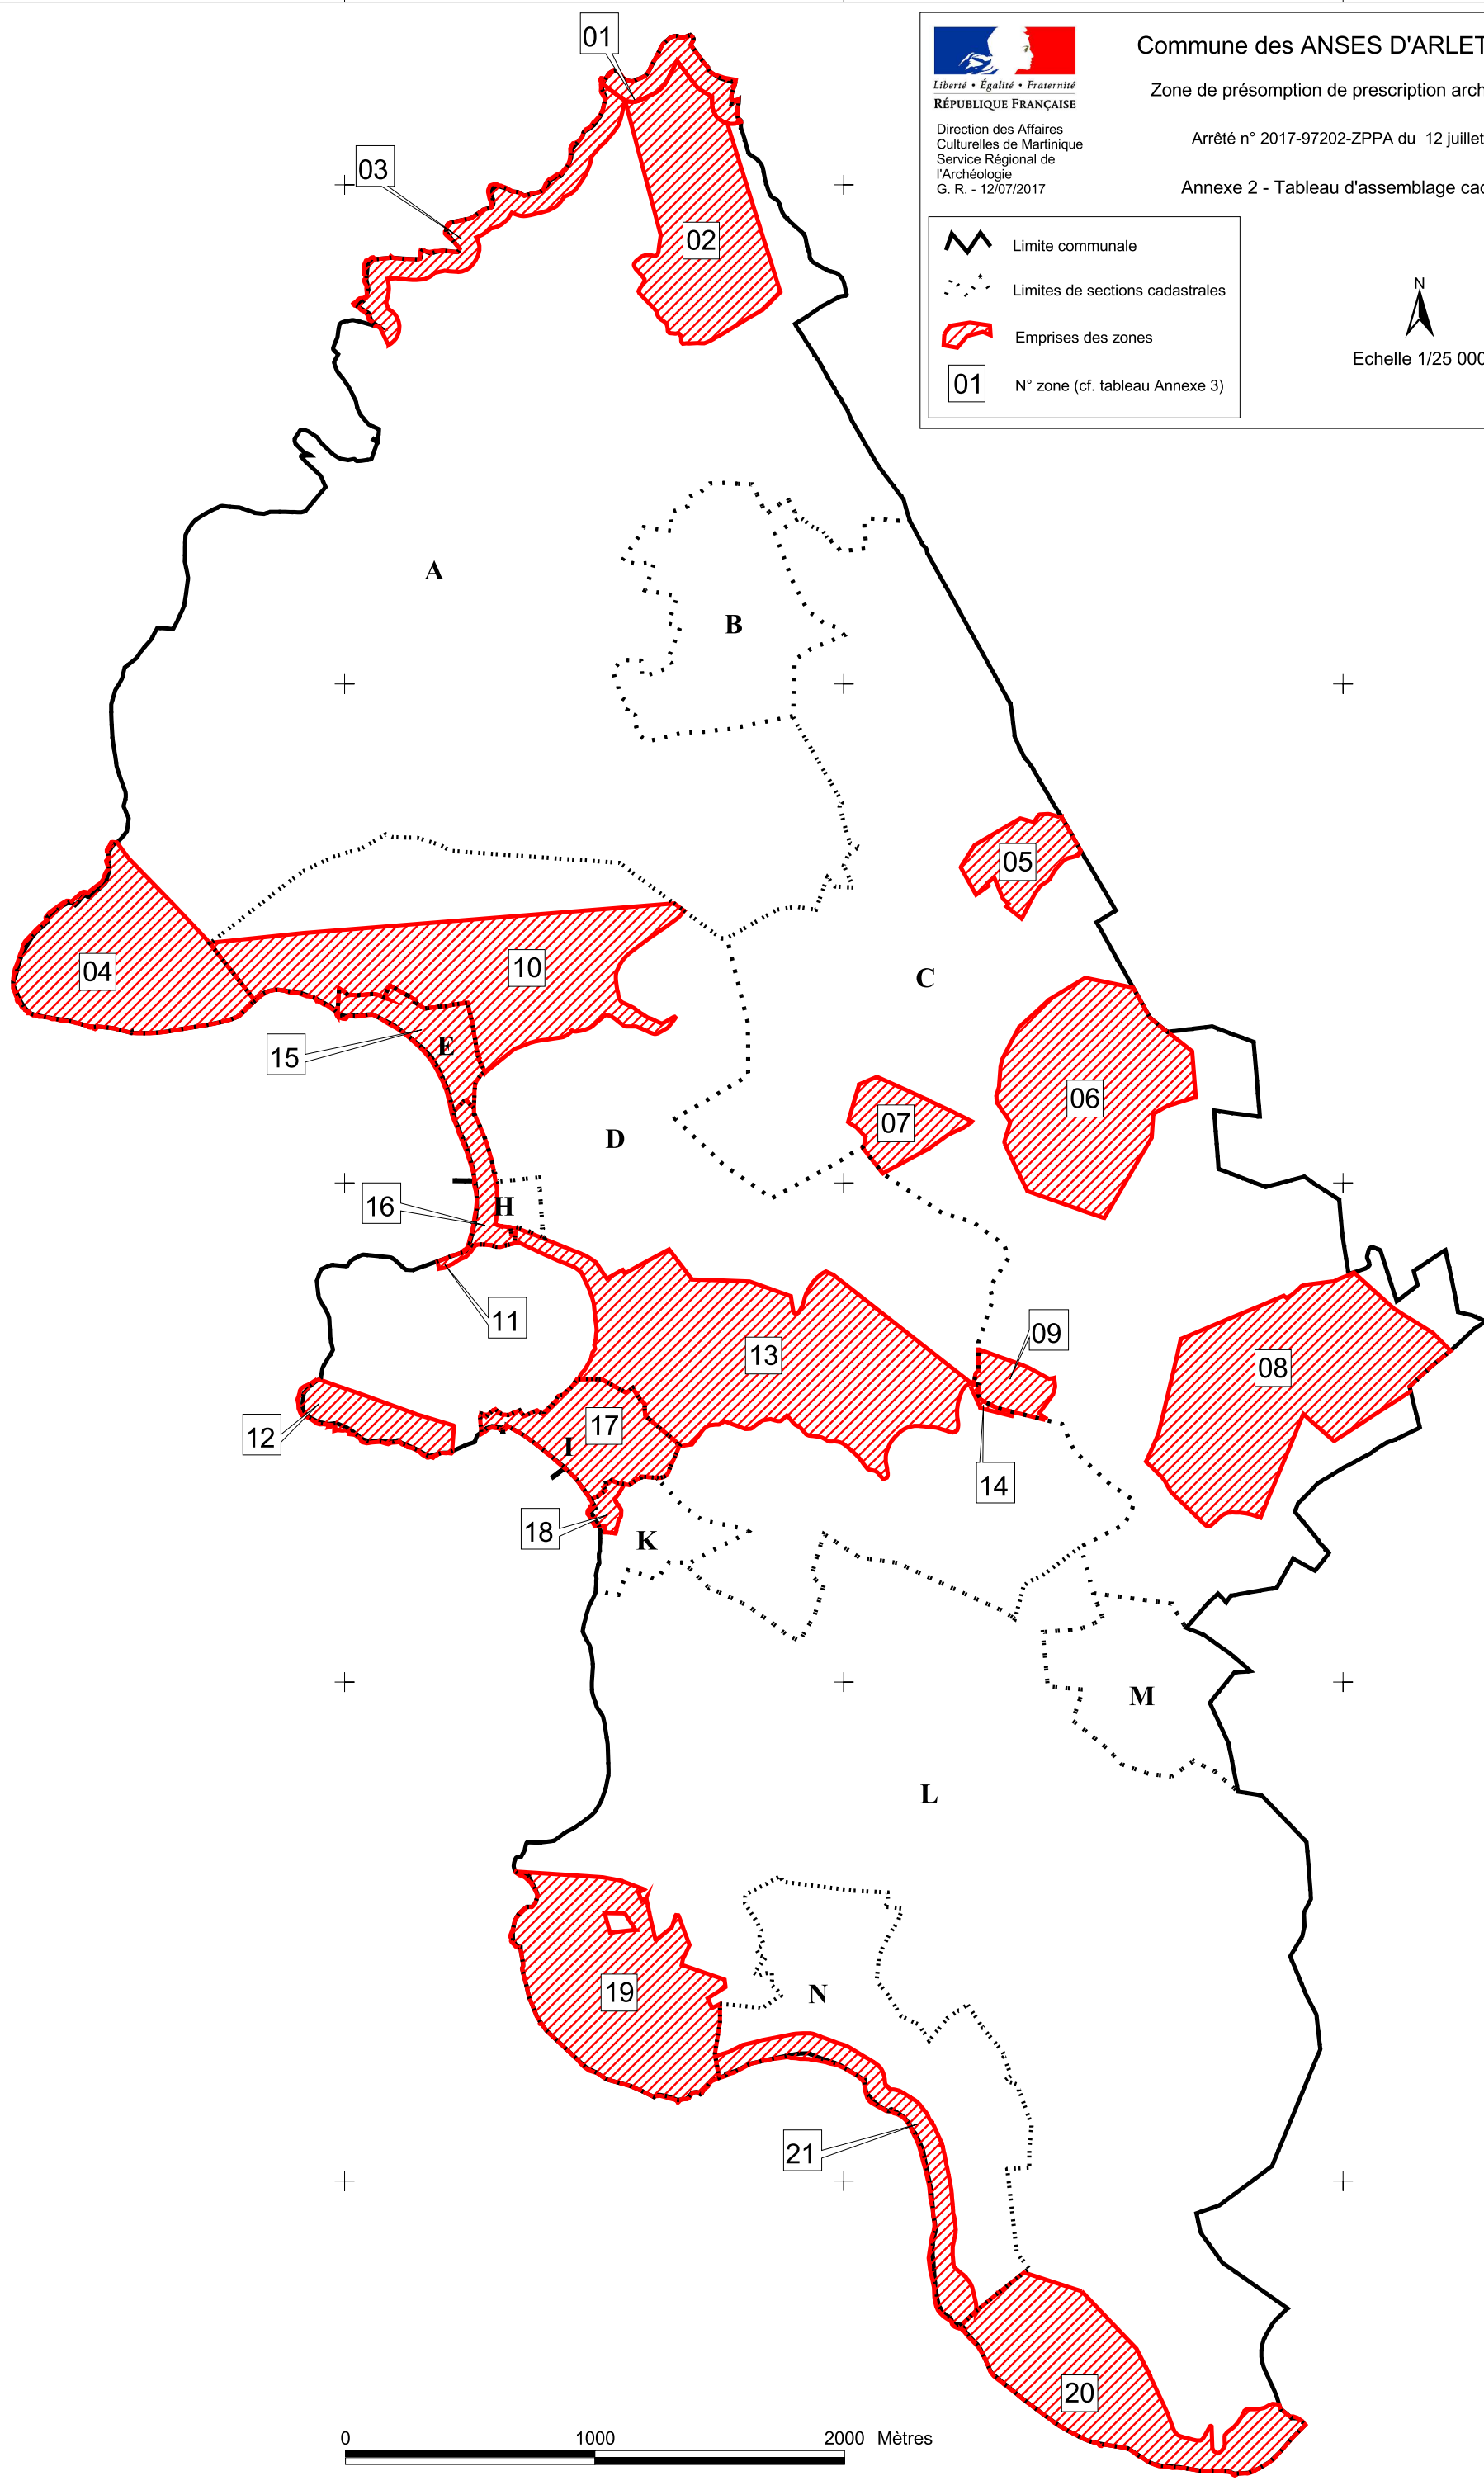 Liberté • Égalité • Fraternité
RÉPUBLIQUE FRANÇAISE
Direction des Affaires
Culturelles de Martinique
Service Régional de
l'Archéologie
G. R. - 12/07/2017
Commune des ANSES D'ARLET
Zone de présomption de prescription arch
Arrêté n° 2017-97202-ZPPA du 12 juillet
Annexe 2 - Tableau d'assemblage cad
Limite communale
Limites de sections cadastrales
Emprises des zones
01
N° zone (cf. tableau Annexe 3)
N
Echelle 1/25 000
01
03
02
A
B
05
04
10
C
15
E
06
07
D
16
H
11
09
13
08
12
17
I
14
18
K
M
L
19
N
21
20
0
1000
2000 Mètres